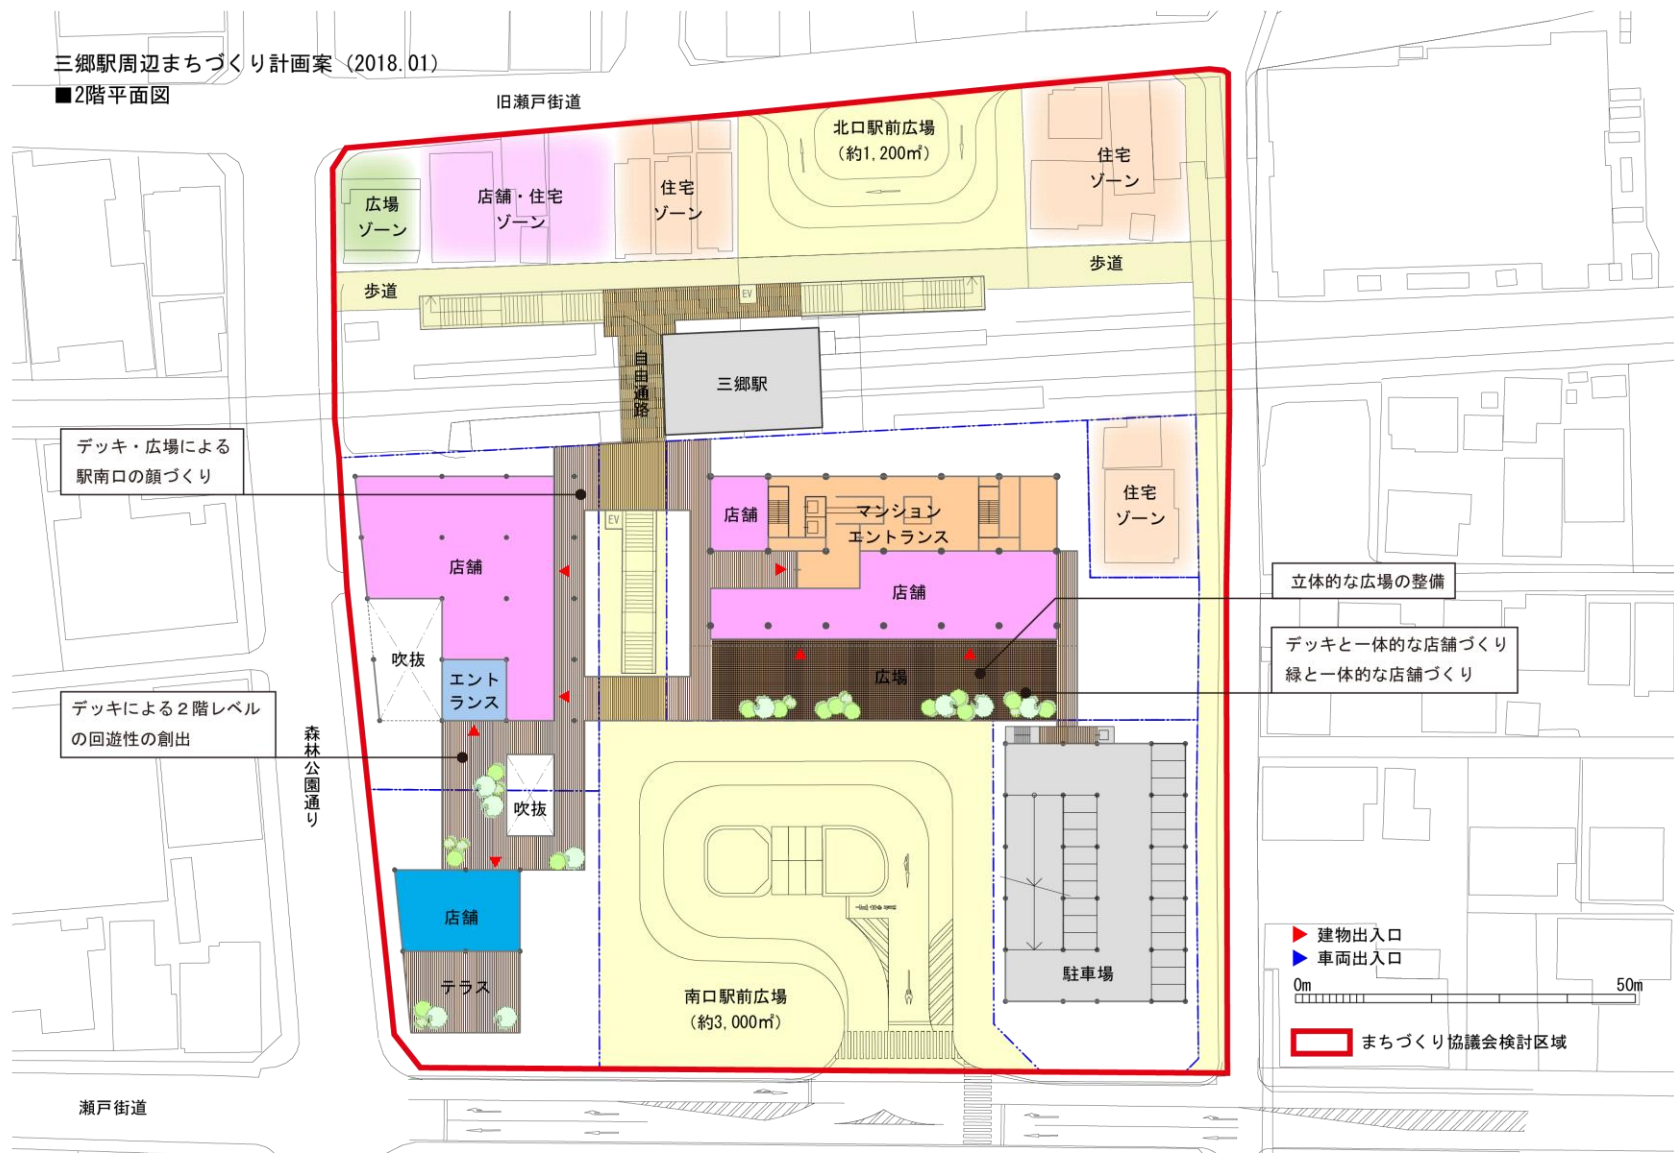 三郷駅周辺まちづくり計画案 (2018.01)
■2階平面図
旧瀬戸街道
北口駅前広場
(約1,200㎡)
住宅
ゾーン
広場
ゾーン
店舗・住宅
ゾーン
住宅
ゾーン
歩道
歩道
EV
自由通路
三郷駅
デッキ・広場による
駅南口の顔づくり
店舗
EV
店舗
マンション
エントランス
店舗
住宅
ゾーン
立体的な広場の整備
デッキと一体的な店舗づくり
緑と一体的な店舗づくり
吹抜
エント
ランス
広場
デッキによる2階レベル
の回遊性の創出
森林公園通り
吹抜
店舗
テラス
南口駅前広場
(約3,000㎡)
駐車場
建物出入口
車両出入口
0m 50m
まちづくり協議会検討区域
瀬戸街道